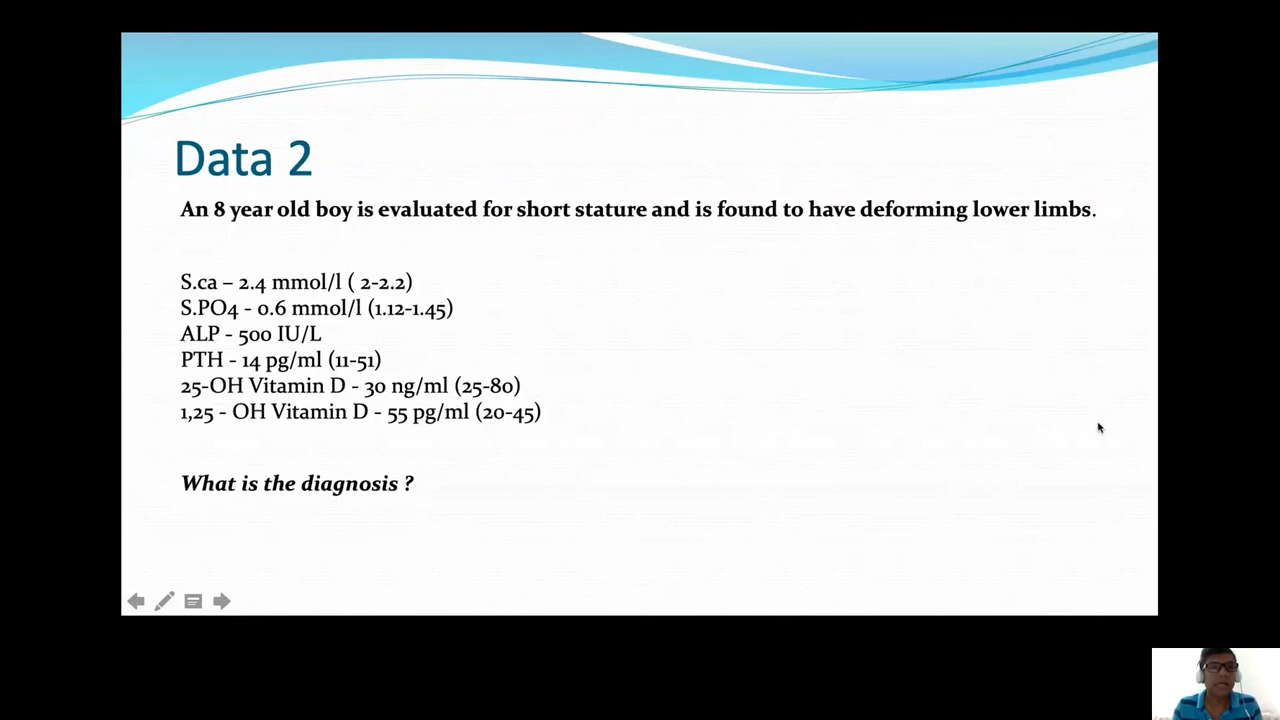 Data 2
An 8 year old boy is evaluated for short stature and is found to have deforming lower limbs.
S.ca – 2.4 mmol/l ( 2-2.2)
S.PO4 - 0.6 mmol/l (1.12-1.45)
ALP - 500 IU/L
PTH - 14 pg/ml (11-51)
25-OH Vitamin D - 30 ng/ml (25-80)
1,25 - OH Vitamin D - 55 pg/ml (20-45)
What is the diagnosis ?